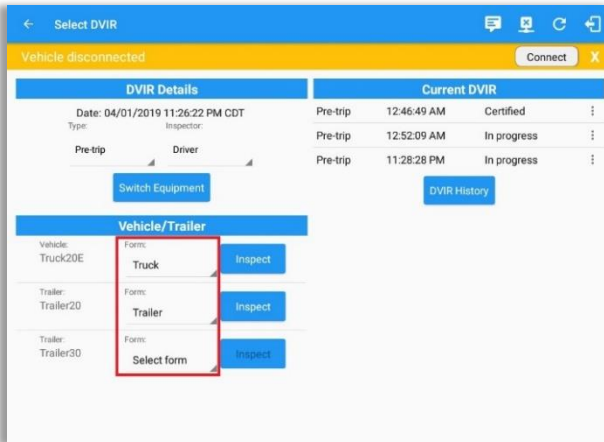 Select DVIR
Vehicle disconnected
Connect
X
DVIR Details
Date: 04/01/2019 11:26:22 PM CDT
Type:
Inspector:
Pre-trip
Driver
Switch Equipment
Current DVIR
Pre-trip 12:46:49 AM Certified
Pre-trip 12:52:09 AM In progress
Pre-trip 11:28:28 PM In progress
DVIR History
Vehicle/Trailer
Vehicle:
Form:
Truck20E
Truck
Inspect
Trailer:
Form:
Trailer20
Trailer
Inspect
Trailer:
Form:
Trailer30
Select form
Inspect